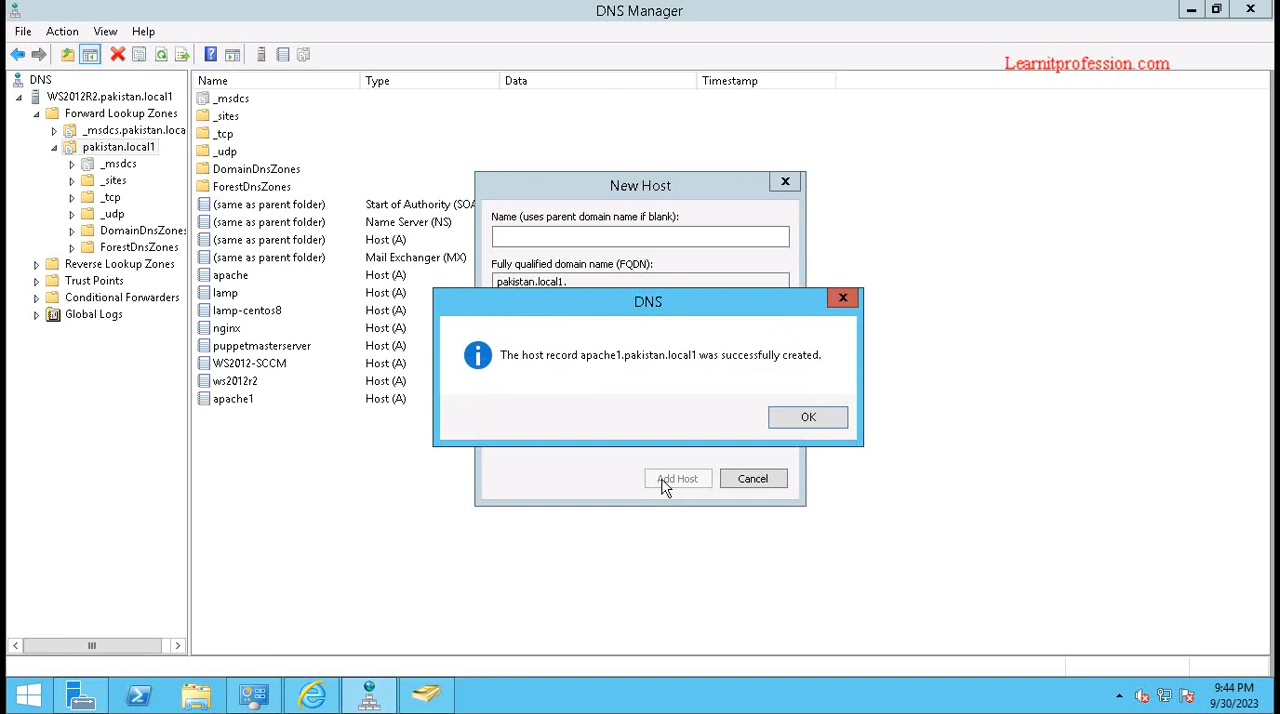 DNS Manager
File Action View Help
Learnitprofession.com
DNS
WS2012R2.pakistan.local1
Forward Lookup Zones
_msdcs.pakistan.loca
pakistan.local1
_msdcs
_sites
_tcp
_udp
DomainDnsZones
ForestDnsZones
Reverse Lookup Zones
Trust Points
Conditional Forwarders
Global Logs
Name Type Data Timestamp
_msdcs
_sites
_tcp
_udp
DomainDnsZones
ForestDnsZones
(same as parent folder) Start of Authority (SOA
(same as parent folder) Name Server (NS)
(same as parent folder) Host (A)
(same as parent folder) Mail Exchanger (MX)
apache Host (A)
lamp Host (A)
lamp-centos8 Host (A)
nginx Host (A)
puppetmasterserver Host (A)
WS2012-SCCM Host (A)
ws2012r2 Host (A)
apache1 Host (A)
New Host
Name (uses parent domain name if blank):
Fully qualified domain name (FQDN):
pakistan.local1.
DNS
The host record apache1.pakistan.local1 was successfully created.
OK
Add Host Cancel
9:44 PM
9/30/2023